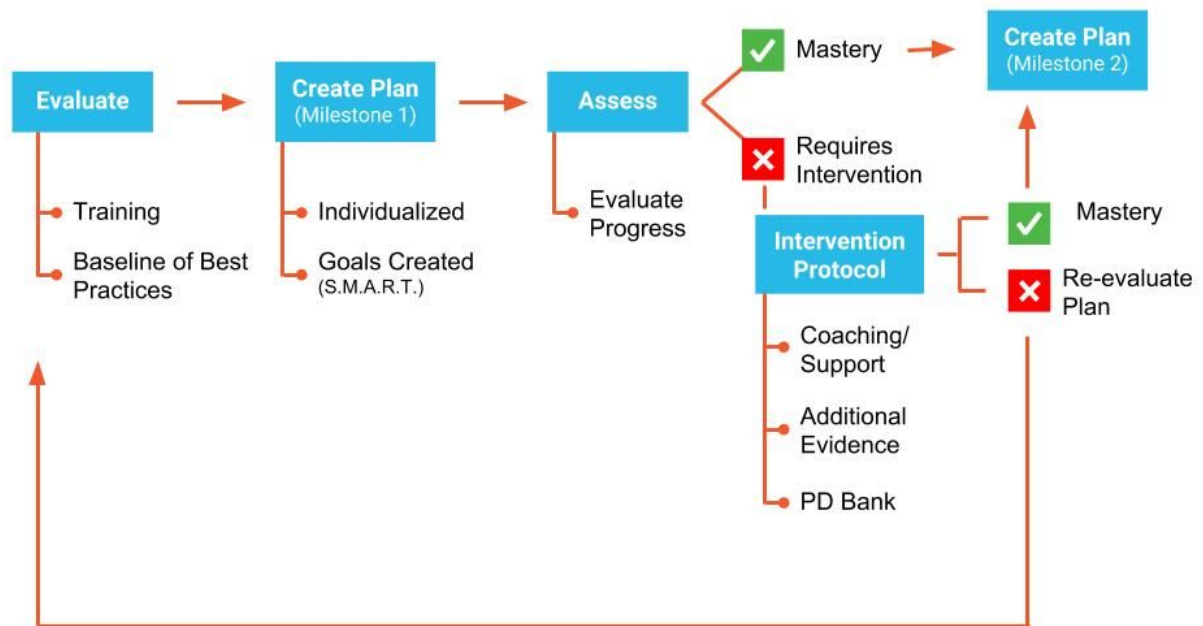 Evaluate
Training
Baseline of Best
Practices
Create Plan
(Milestone 1)
Individualized
Goals Created
(S.M.A.R.T.)
Assess
Evaluate
Progress
Mastery
Requires
Intervention
Create Plan
(Milestone 2)
Intervention
Protocol
Coaching/
Support
Additional
Evidence
PD Bank
Mastery
Re-evaluate
Plan